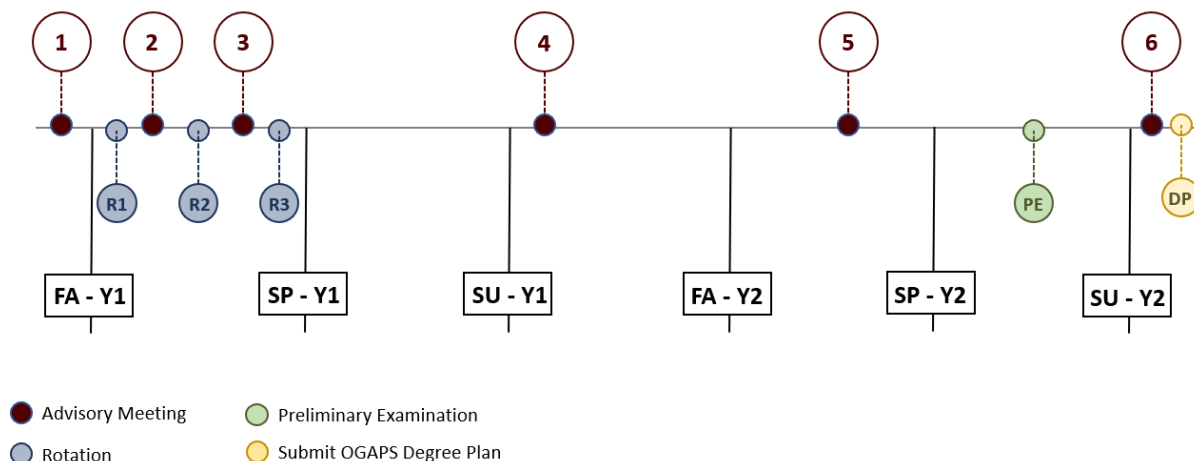 1 2 3 4 5 6
R1 R2 R3 PE DP
FA - Y1 SP - Y1 SU - Y1 FA - Y2 SP - Y2 SU - Y2
Advisory Meeting Preliminary Examination
Rotation Submit OGAPS Degree Plan